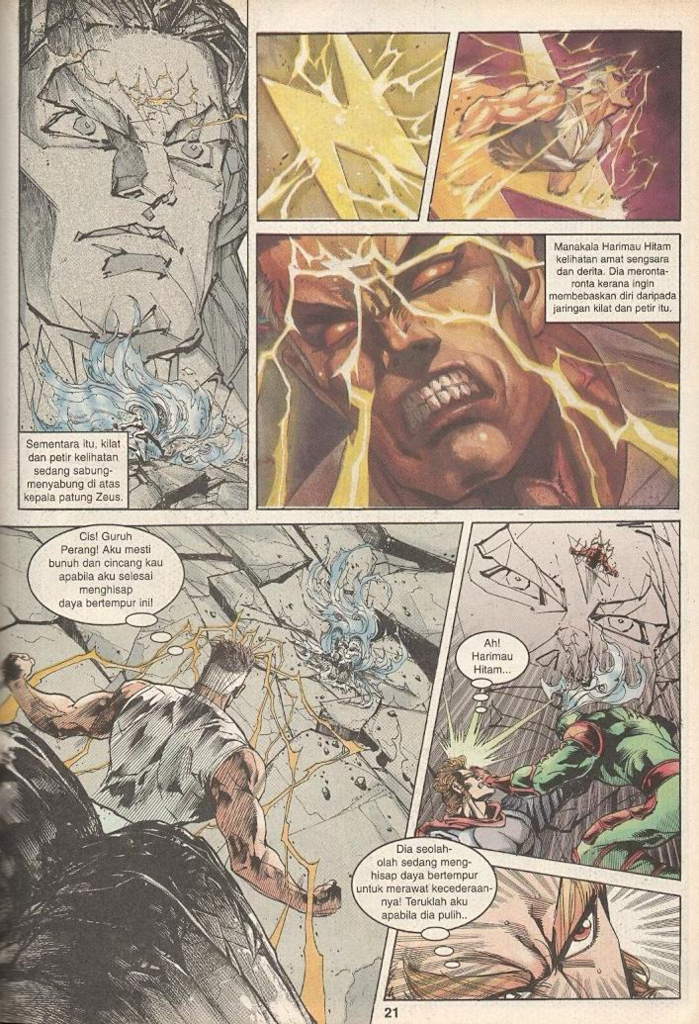 Manakala Harimau Hitam
kelihatan amat sengsara
dan derita. Dia meronta-
ronta kerana ingin
membebaskan diri daripada
jaringan kilat dan petir itu.
Sementara itu, kilat
dan petir kelihatan
sedang sabung-
menyabung di atas
kepala patung Zeus.
Cis! Guruh
Perang! Aku mesti
bunuh dan cincang kau
apabila aku selesai
menghisap
daya bertempur ini!
Ah!
Harimau
Hitam...
Dia seolah-
olah sedang meng-
hisap daya bertempur
untuk merawat kecederaan-
nya! Teruklah aku
apabila dia pulih..
21